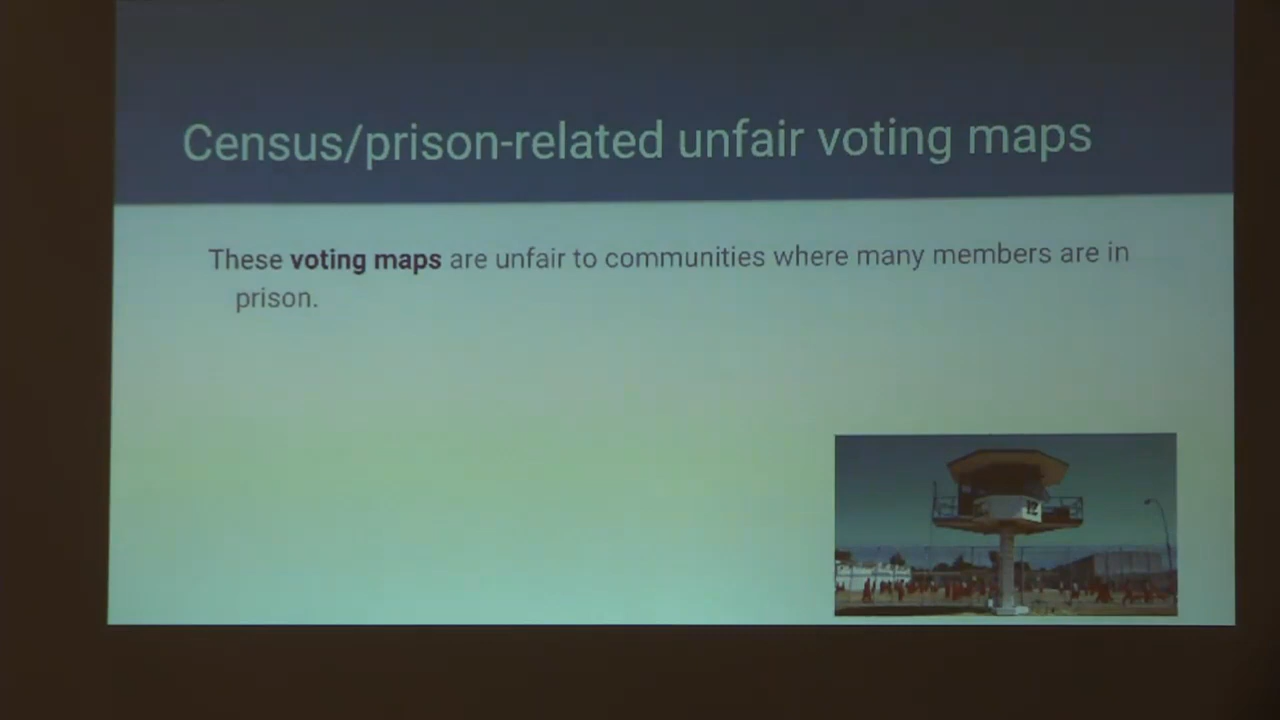 Census/prison-related unfair voting maps
These voting maps are unfair to communities where many members are in
prison.